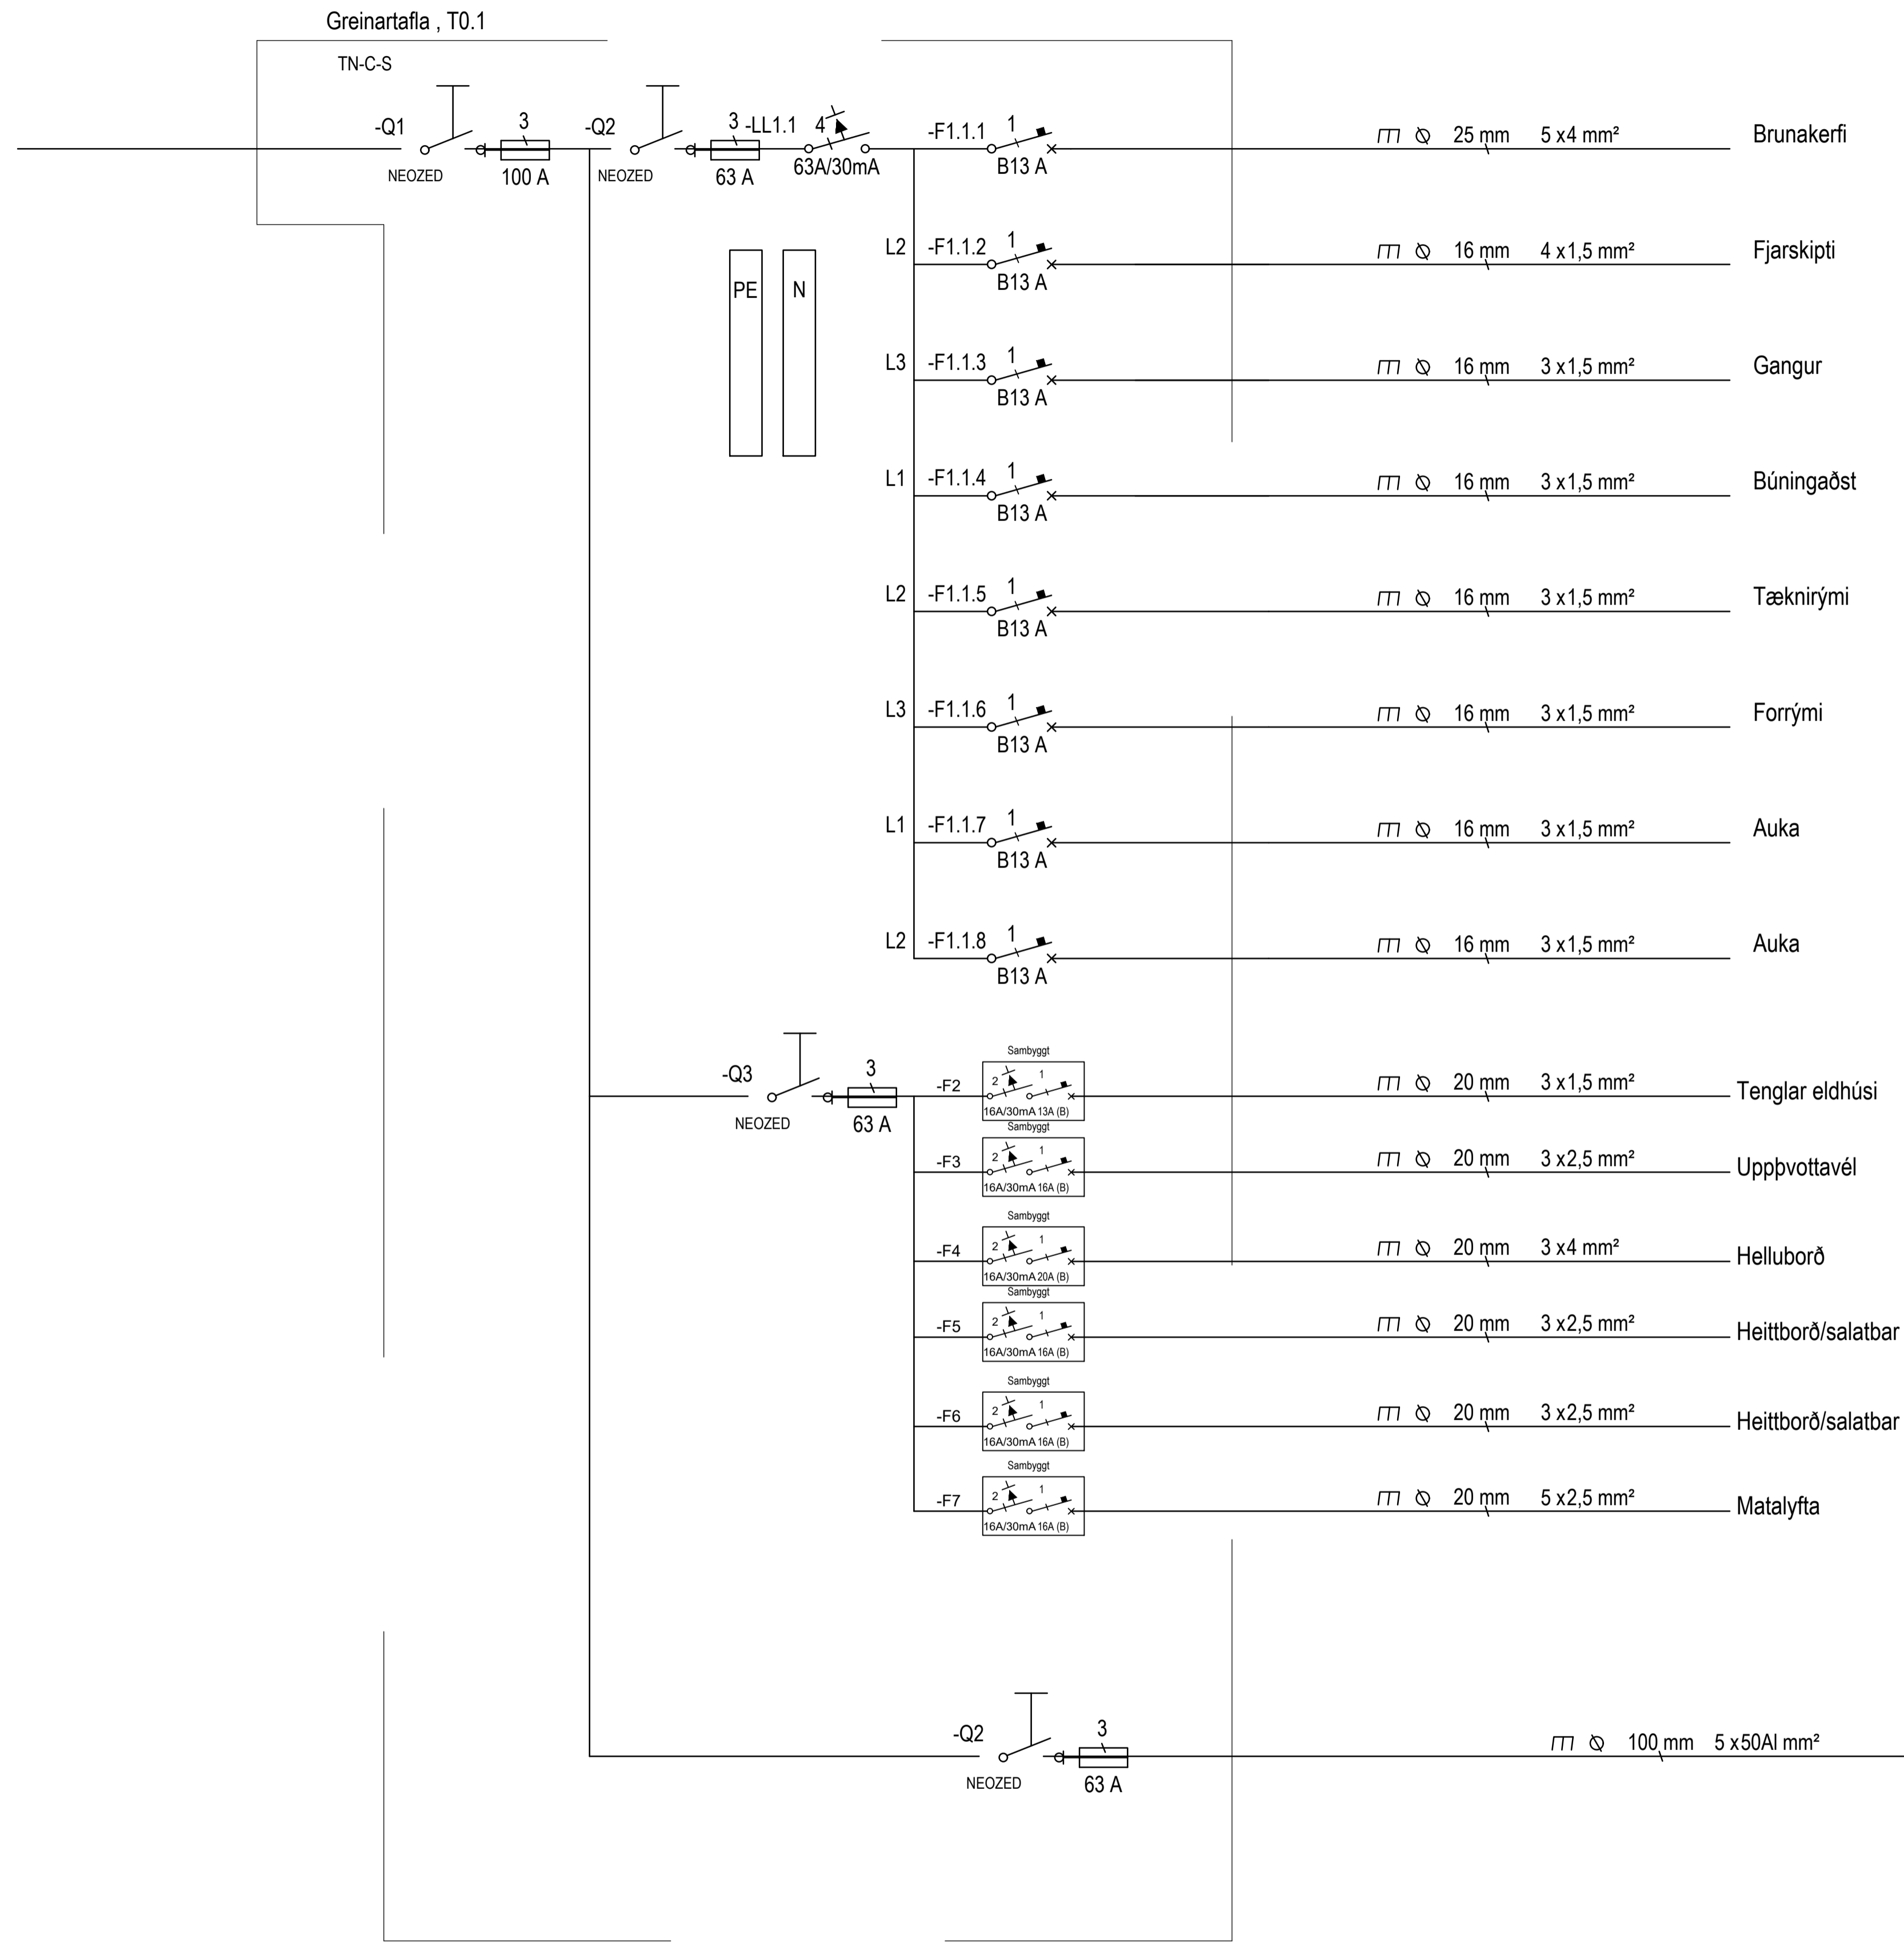 Greinartafla , T0.1
TN-C-S
-Q1
3
NEOZED
100 A
-Q2
3
NEOZED
63 A
-LL1.1
4
63A/30mA
PE
N
-F1.1.1
1
B13 A
25 mm
5 x4 mm²
Brunakerfi
L2
-F1.1.2
1
B13 A
16 mm
4 x1,5 mm²
Fjarskipti
L3
-F1.1.3
1
B13 A
16 mm
3 x1,5 mm²
Gangur
L1
-F1.1.4
1
B13 A
16 mm
3 x1,5 mm²
Búningaðst
L2
-F1.1.5
1
B13 A
16 mm
3 x1,5 mm²
Tæknirými
L3
-F1.1.6
1
B13 A
16 mm
3 x1,5 mm²
Forrými
L1
-F1.1.7
1
B13 A
16 mm
3 x1,5 mm²
Auka
L2
-F1.1.8
1
B13 A
16 mm
3 x1,5 mm²
Auka
-Q3
3
NEOZED
63 A
Sambyggt
-F2
2
1
16A/30mA 13A (B)
20 mm
3 x1,5 mm²
Tenglar eldhúsi
Sambyggt
-F3
2
1
16A/30mA 16A (B)
20 mm
3 x2,5 mm²
Uppþvottavél
Sambyggt
-F4
2
1
16A/30mA 20A (B)
20 mm
3 x4 mm²
Helluborð
Sambyggt
-F5
2
1
16A/30mA 16A (B)
20 mm
3 x2,5 mm²
Heittborð/salatbar
Sambyggt
-F6
2
1
16A/30mA 16A (B)
20 mm
3 x2,5 mm²
Heittborð/salatbar
Sambyggt
-F7
2
1
16A/30mA 16A (B)
20 mm
5 x2,5 mm²
Matalyfta
-Q2
3
NEOZED
63 A
100 mm
5 x50Al mm²